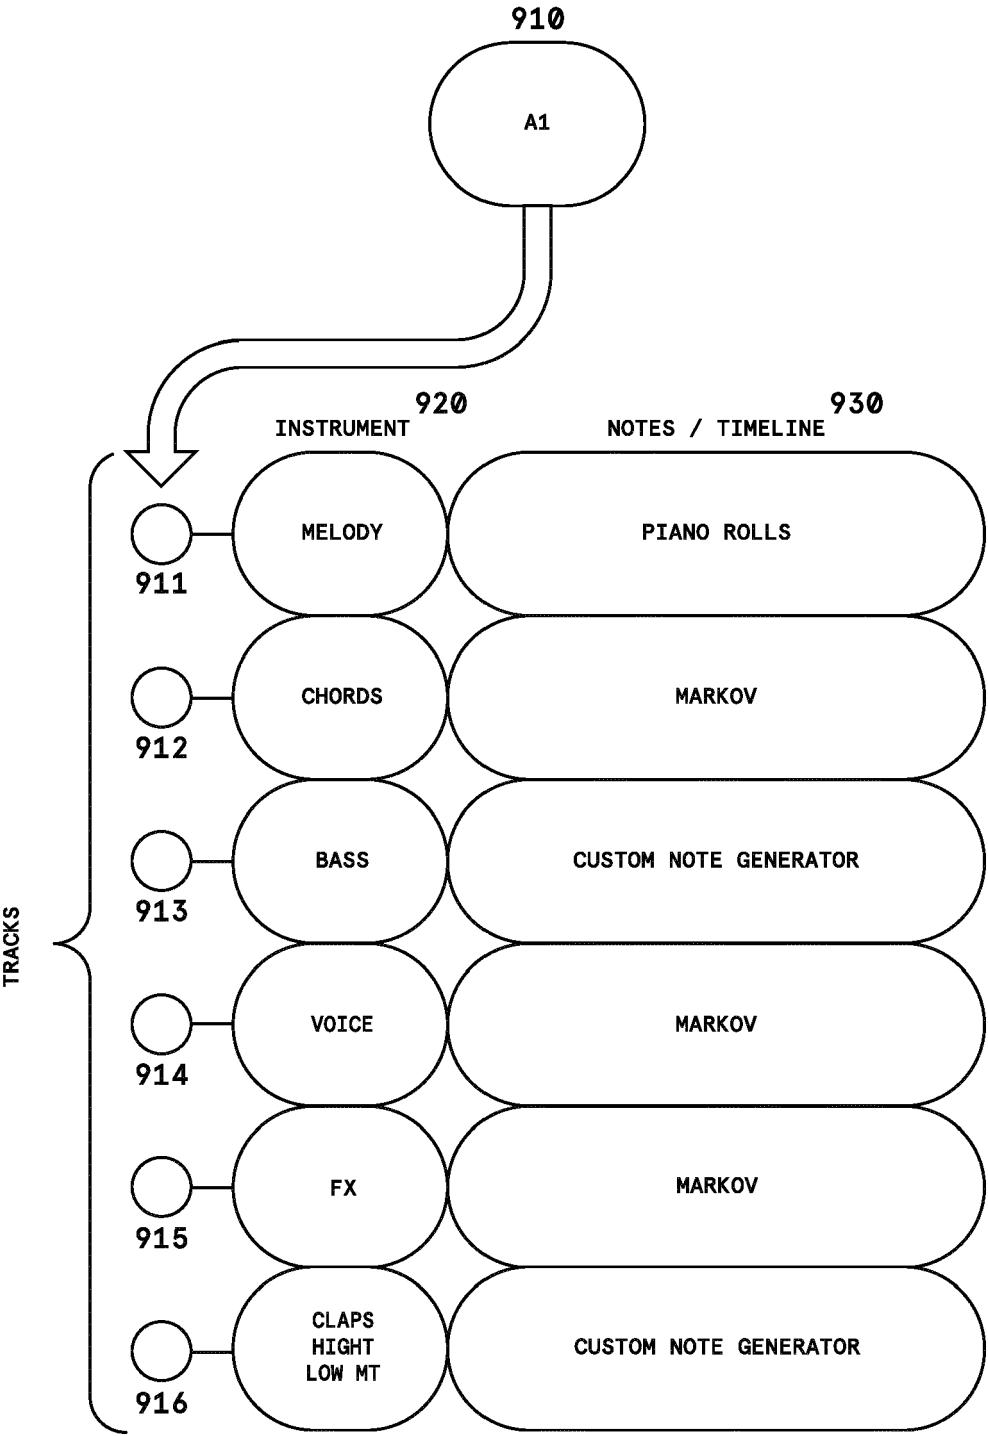 910
A1
920
930
INSTRUMENT
NOTES / TIMELINE
MELODY
PIANO ROLLS
911
CHORDS
MARKOV
912
BASS
CUSTOM NOTE GENERATOR
913
TRACKS
VOICE
MARKOV
914
FX
MARKOV
915
CLAPS
HIGHT
LOW MT
CUSTOM NOTE GENERATOR
916